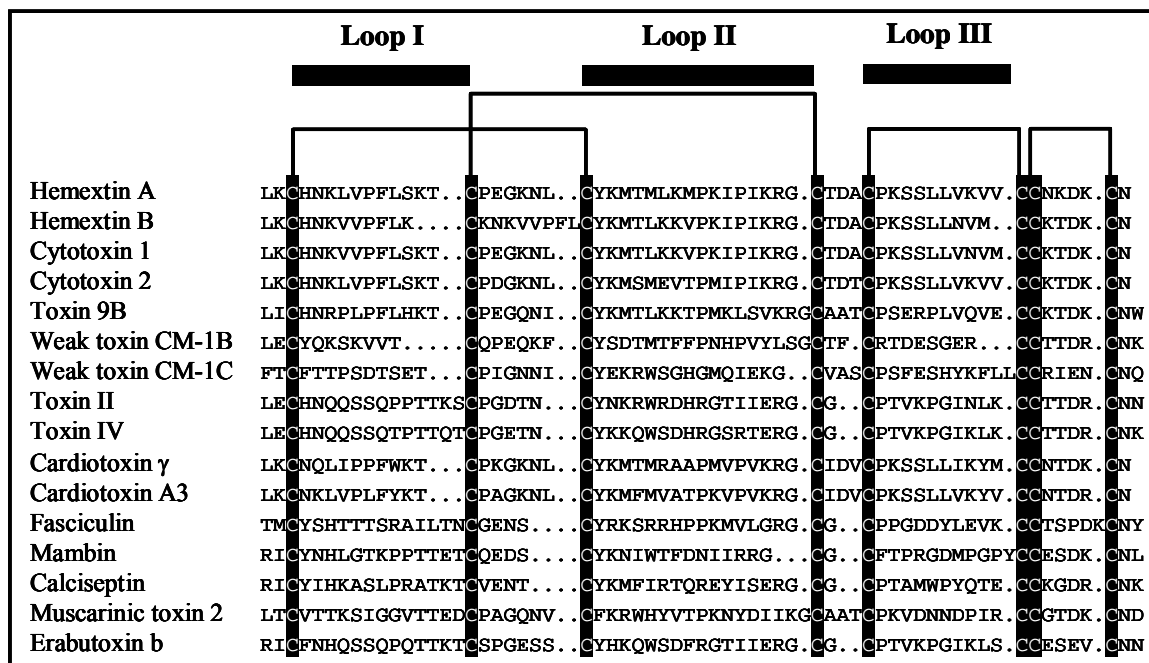 Loop I Loop II Loop III
Hemextin A LKCHNKLVPFLSKT..CPEGKNL..CYKMTMLKMPKIPIKRG.CTDACPKSSLLVKVV.CCNKDK.CN
Hemextin B LKCHNKVVPFLK....CKNKVVPFLCYKMTLKKVPKIPIKRG.CTDACPKSSLLNVM..CCKTDK.CN
Cytotoxin 1 LKCHNKVVPFLSKT..CPEGKNL..CYKMTLKKVPKIPIKRG.CTDACPKSSLLVNVM.CCKTDK.CN
Cytotoxin 2 LKCHNKVVPFLSKT..CPDGKNL..CYKMSMEVTPMIPIKRG.CTDTCPKSSLLVKVV.CCKTDK.CN
Toxin 9B LICHNRPLPFLHKT..CPEGQNI..CYKMTLKKTPMKLSVKRGCAATCPSERPLVQVE.CCKTDK.CNW
Weak toxin CM-1B LECYQKSKVVT.....CQPEQKF..CYSDTMTFFPNHPVYLSGCTF.CRTDESGER...CCTTDR.CNK
Weak toxin CM-1C FTCFTTPSDTSET...CPIGNNI..CYEKRWSGHGMQIEKG..CVASCPSFESHYKFLLCCRIEN.CNQ
Toxin II LECHNQQSSQPPTTKSCPGDTN...CYNKRWRDHRGTIIERG.CG..CPTVKPGINLK.CCTTDR.CNN
Toxin IV LECHNQQSSQTPTTQTCPGETN...CYKKQWSDHRGSRTERG.CG..CPTVKPGIKLK.CCTTDR.CNK
Cardiotoxin γ LKCNQLIPPFWKT...CPKGKNL..CYKMTMRAAPMVPVKRG.CIDVCPKSSLLIKYM.CCNTDK.CN
Cardiotoxin A3 LKCNKLVPLFYKT...CPAGKNL..CYKMFMVATPKVPVKRG.CIDVCPKSSLLVKYV.CCNTDR.CN
Fasciculin TMCYSHTTTSRAILTNCGENS....CYRKSRRHPPKMVLGRG.CG..CPPGDDYLEVK.CCTSPDKCNY
Mambin RICYNHLGTKPPTTETCQEDS....CYKNIWTFDNIIRRG...CG..CFTPRGDMPGPYCCESDK.CNL
Calciseptin RICYIHKASLPRATKTCVENT....CYKMFIRTQREYISERG.CG..CPTAMWPYQTE.CCKGDR.CNK
Muscarinic toxin 2 LTCVTTKSIGGVTTEDCPAGQNV..CFKRWHYVTPKNYDIIKGCAATCPKVDNNDPIR.CCGTDK.CND
Erabutoxin b RICFNHQSSQPQTTKTCSPGESS..CYHKQWSDFRGTIIERG.CG..CPTVKPGIKLS.CCESEV.CNN